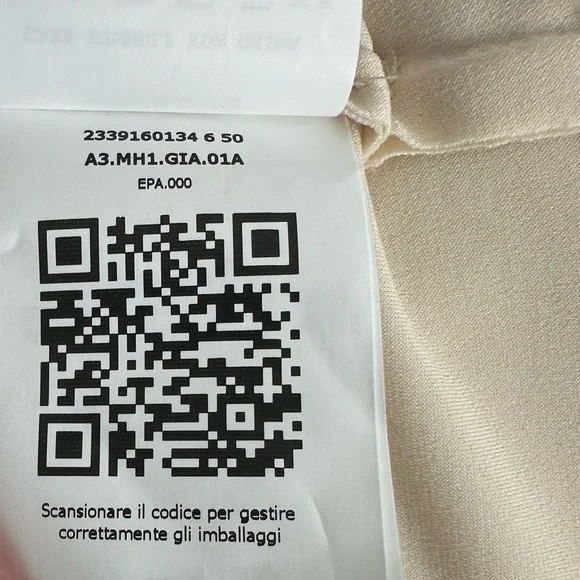 2339160134 6 50
A3.MH1.GIA.01A
EPA.000
Scansionare il codice per gestire
correttamente gli imballaggi